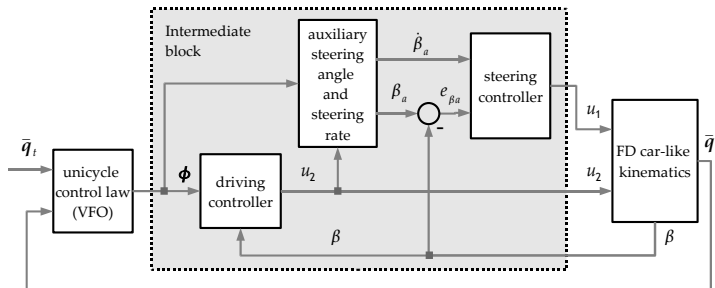 Intermediate
block
auxiliary
steering
angle
and
steering
rate
β̇ₐ
βₐ
e_βa
-
steering
controller
u₁
FD car-like
kinematics
q̄
q̄ₜ
unicycle
control law
(VFO)
ϕ
driving
controller
u₂
u₂
β
β